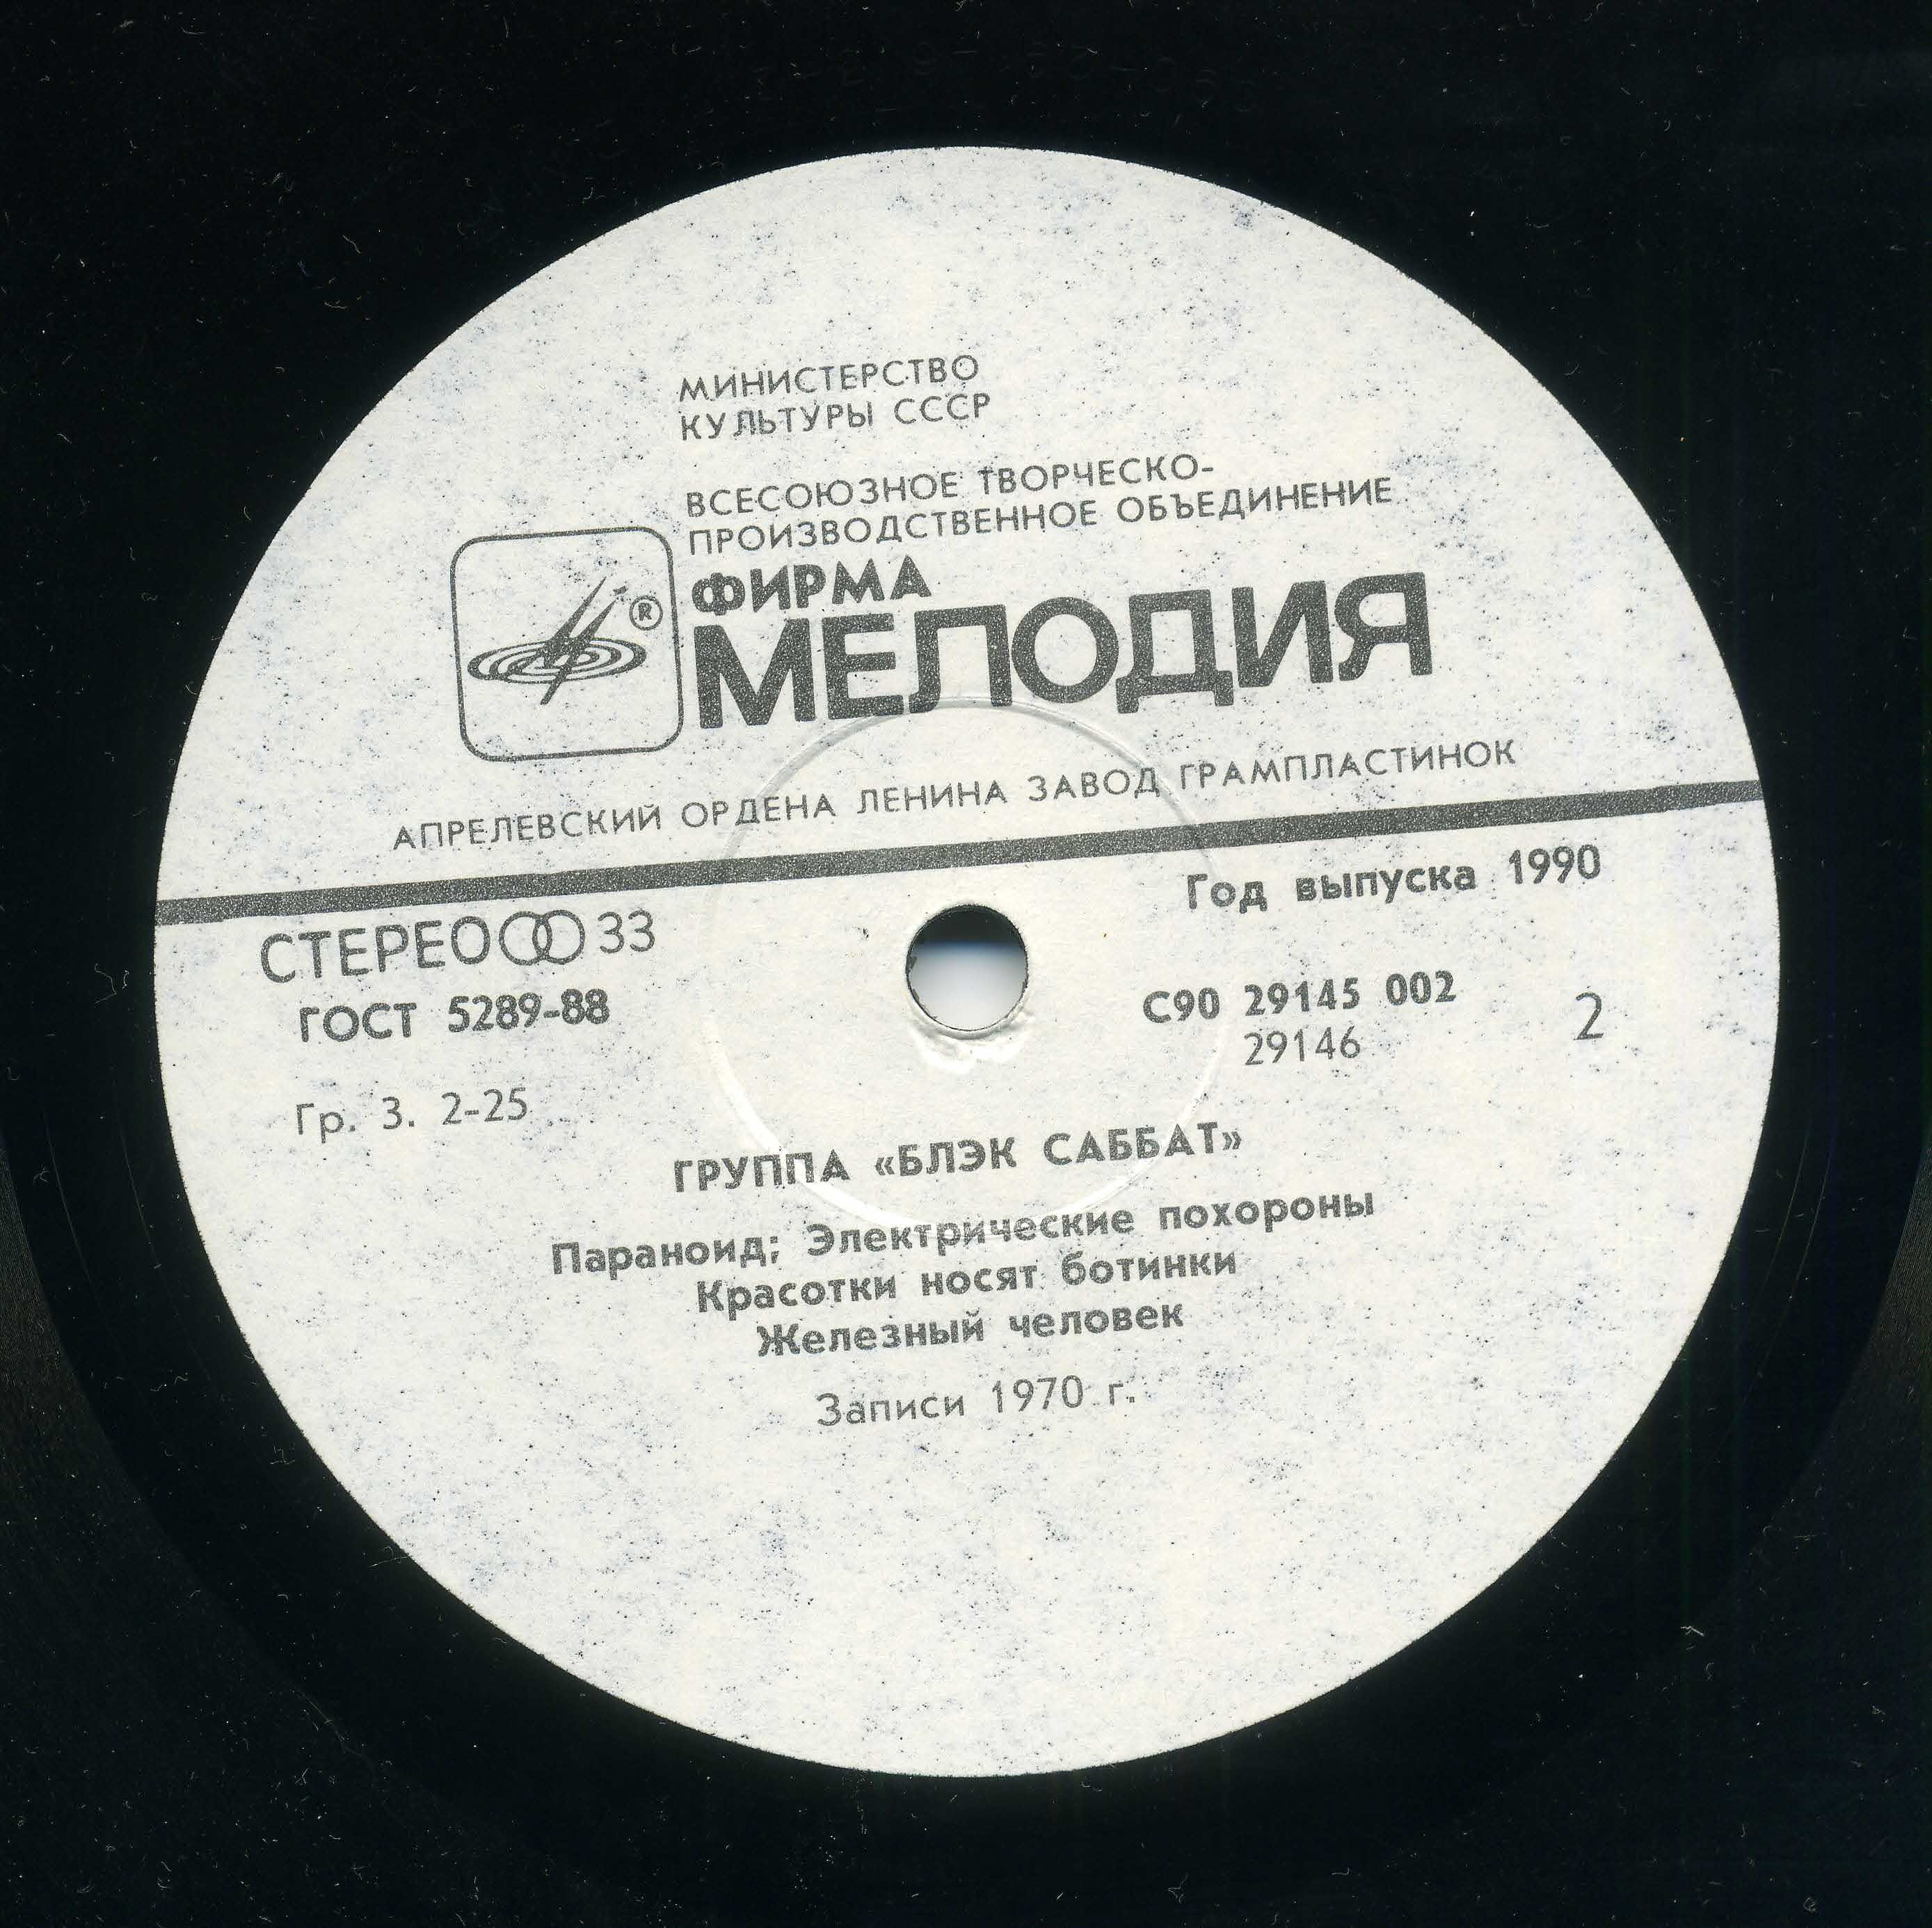 МИНИСТЕРСТВО
КУЛЬТУРЫ СССР
ВСЕСОЮЗНОЕ ТВОРЧЕСКО-
ПРОИЗВОДСТВЕННОЕ ОБЪЕДИНЕНИЕ
ФИРМА
®
МЕЛОДИЯ
АПРЕЛЕВСКИЙ ОРДЕНА ЛЕНИНА ЗАВОД ГРАМПЛАСТИНОК
Год выпуска 1990
СТЕРЕО 33
ГОСТ 5289-88
С90 29145 002
29146
2
Гр. 3. 2-25
ГРУППА «БЛЭК САББАТ»
Параноид; Электрические похороны
Красотки носят ботинки
Железный человек
Записи 1970 г.